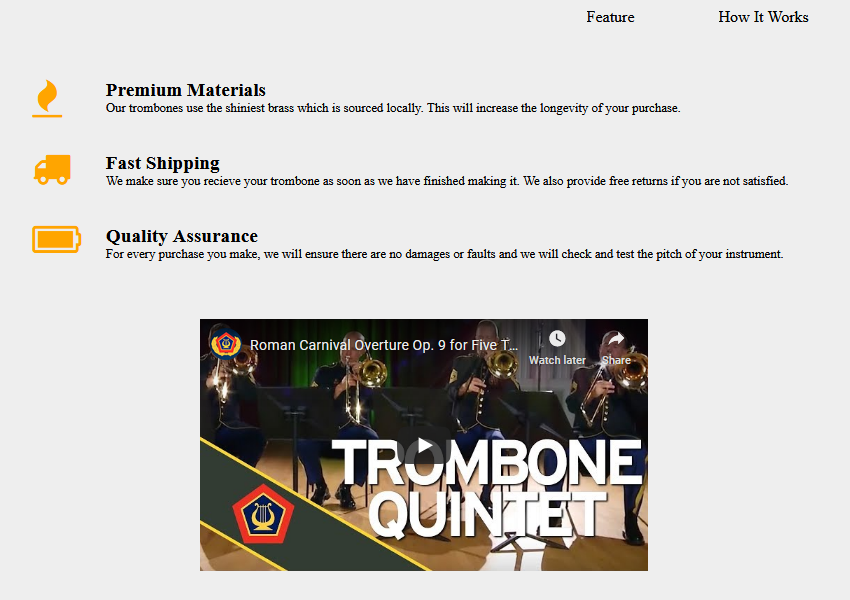 Feature How It Works
Premium Materials
Our trombones use the shiniest brass which is sourced locally. This will increase the longevity of your purchase.
Fast Shipping
We make sure you recieve your trombone as soon as we have finished making it. We also provide free returns if you are not satisfied.
Quality Assurance
For every purchase you make, we will ensure there are no damages or faults and we will check and test the pitch of your instrument.
Roman Carnival Overture Op. 9 for Five T...
Watch later Share
TROMBONE
QUINTET